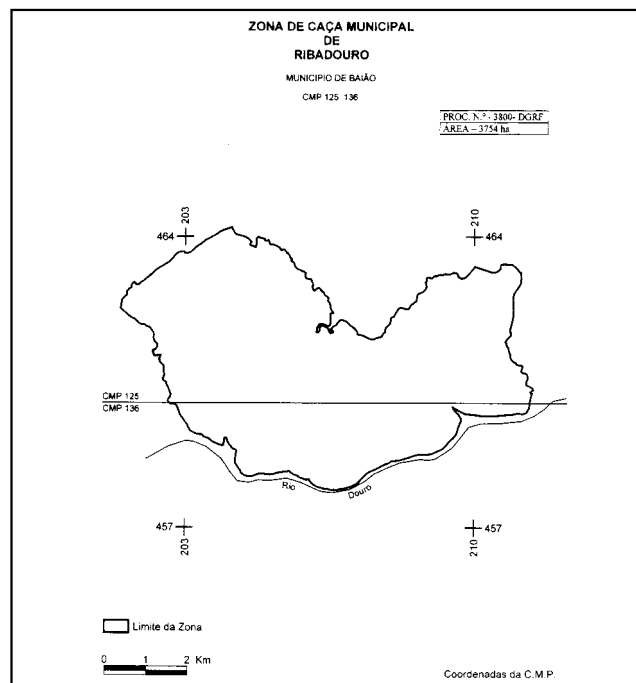 ZONA DE CAÇA MUNICIPAL
DE
RIBADOURO
MUNICIPIO DE BAIÃO
CMP 125 136
PROC. N.º - 3800- DGRF
ÁREA – 3754 ha
203
464
210
464
CMP 125
CMP 136
Rio Douro
457
203
457
210
Limite da Zona
0 1 2 Km
Coordenadas da C.M.P.